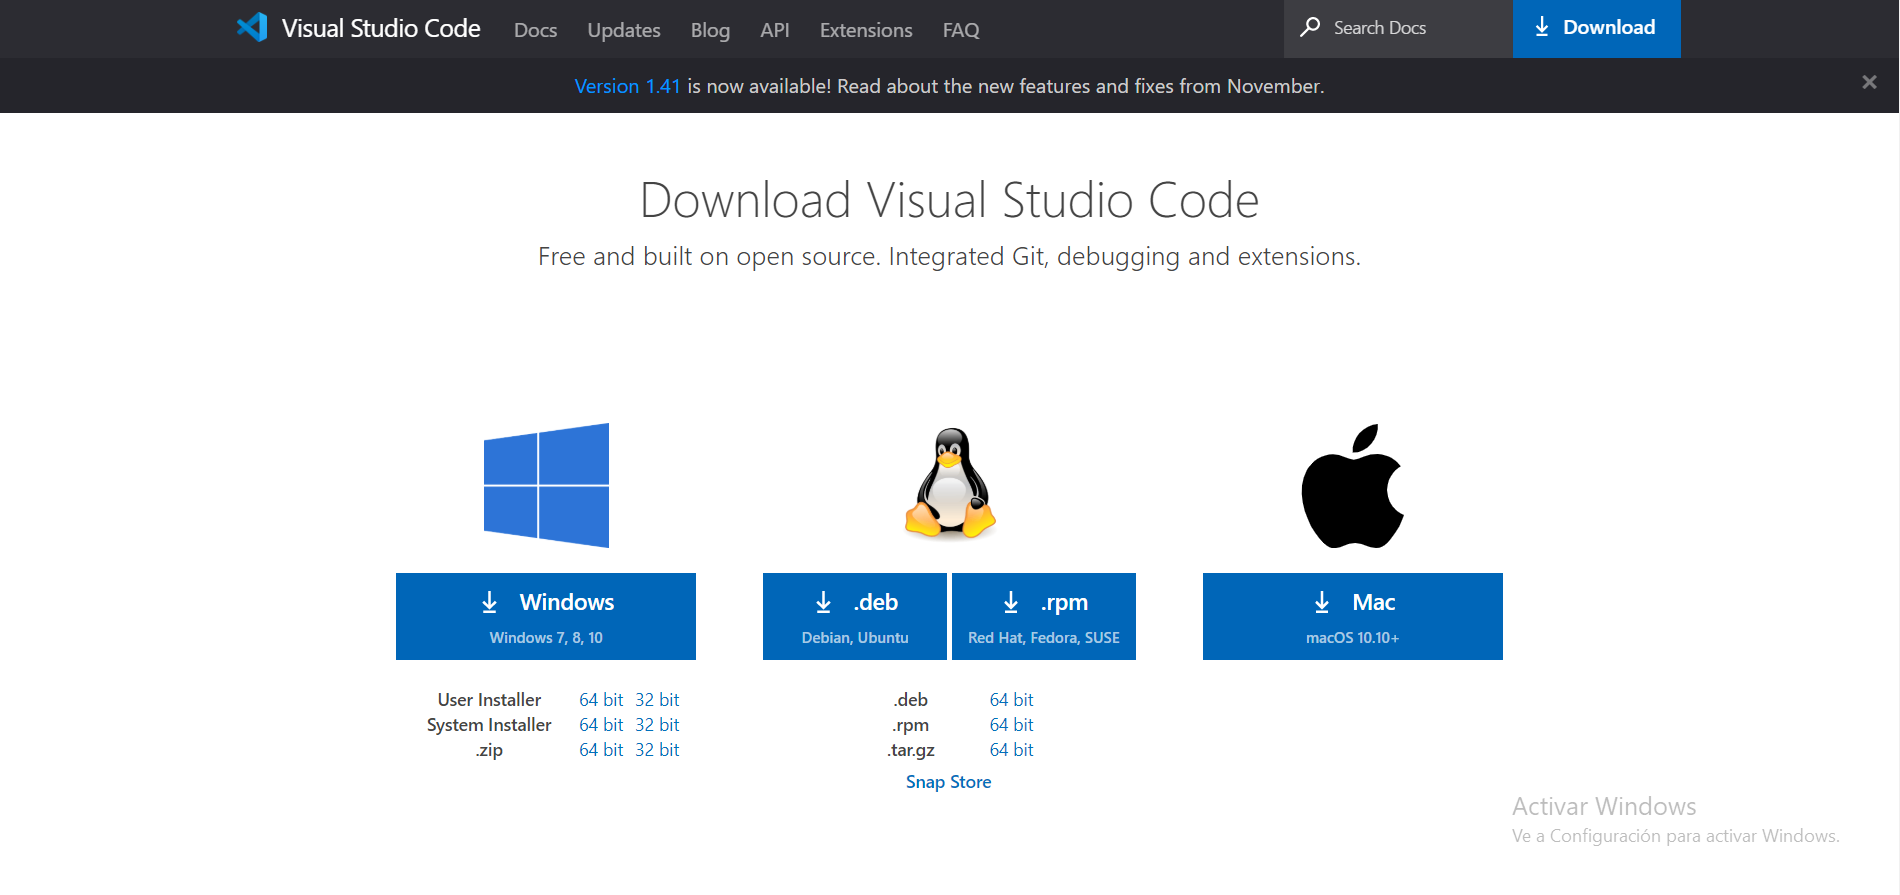 Visual Studio Code Docs Updates Blog API Extensions FAQ Search Docs Download
Version 1.41 is now available! Read about the new features and fixes from November.
Download Visual Studio Code
Free and built on open source. Integrated Git, debugging and extensions.
Windows
Windows 7, 8, 10
User Installer 64 bit 32 bit
System Installer 64 bit 32 bit
.zip 64 bit 32 bit
.deb
Debian, Ubuntu
.rpm
Red Hat, Fedora, SUSE
.deb 64 bit
.rpm 64 bit
.tar.gz 64 bit
Snap Store
Mac
macOS 10.10+
Activar Windows
Ve a Configuración para activar Windows.